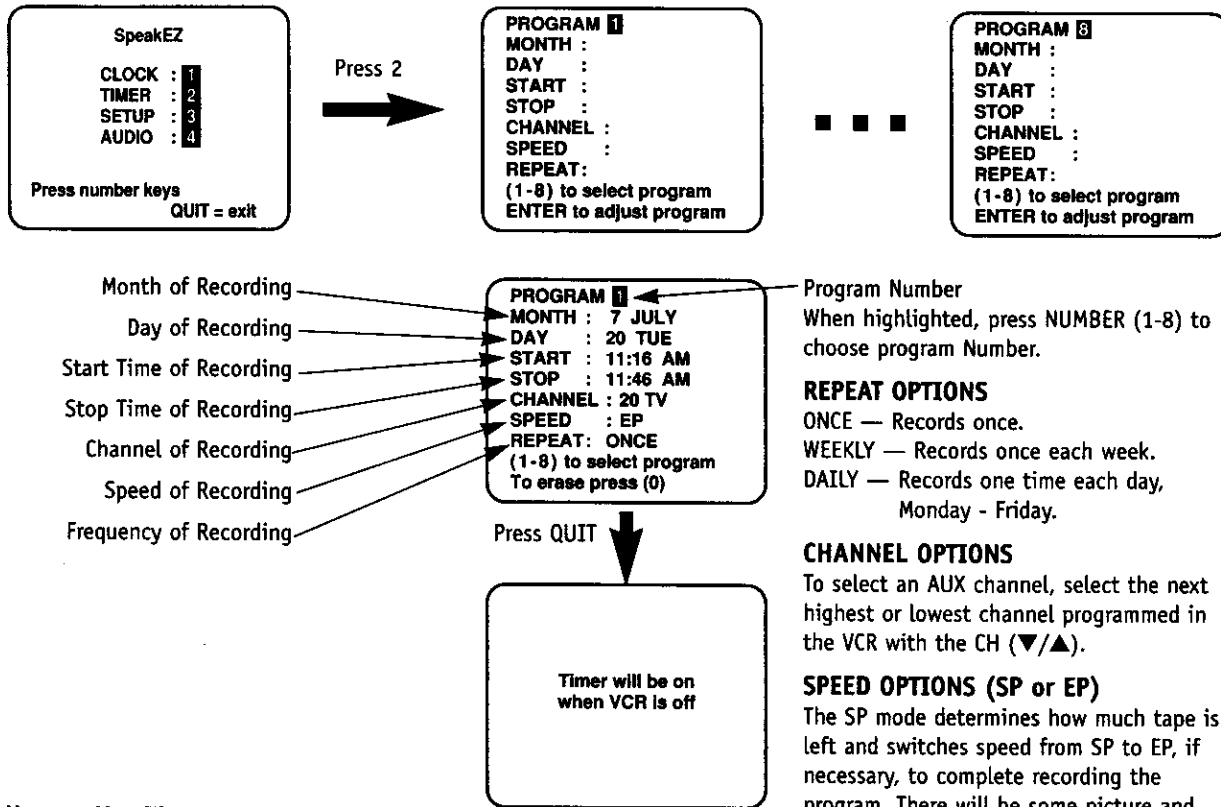 SpeakEZ
CLOCK : 1
TIMER : 2
SETUP : 3
AUDIO : 4
Press number keys
QUIT = exit
Press 2
PROGRAM 1
MONTH :
DAY :
START :
STOP :
CHANNEL :
SPEED :
REPEAT:
(1-8) to select program
ENTER to adjust program
PROGRAM 8
MONTH :
DAY :
START :
STOP :
CHANNEL :
SPEED :
REPEAT:
(1-8) to select program
ENTER to adjust program
Month of Recording
Day of Recording
Start Time of Recording
Stop Time of Recording
Channel of Recording
Speed of Recording
Frequency of Recording
PROGRAM 1
MONTH : 7 JULY
DAY : 20 TUE
START : 11:16 AM
STOP : 11:46 AM
CHANNEL : 20 TV
SPEED : EP
REPEAT: ONCE
(1-8) to select program
To erase press (0)
Press QUIT
Timer will be on
when VCR is off
Program Number
When highlighted, press NUMBER (1-8) to
choose program Number.
REPEAT OPTIONS
ONCE — Records once.
WEEKLY — Records once each week.
DAILY — Records one time each day,
Monday - Friday.
CHANNEL OPTIONS
To select an AUX channel, select the next
highest or lowest channel programmed in
the VCR with the CH (▼/▲).
SPEED OPTIONS (SP or EP)
The SP mode determines how much tape is
left and switches speed from SP to EP, if
necessary, to complete recording the
program. There will be some picture and